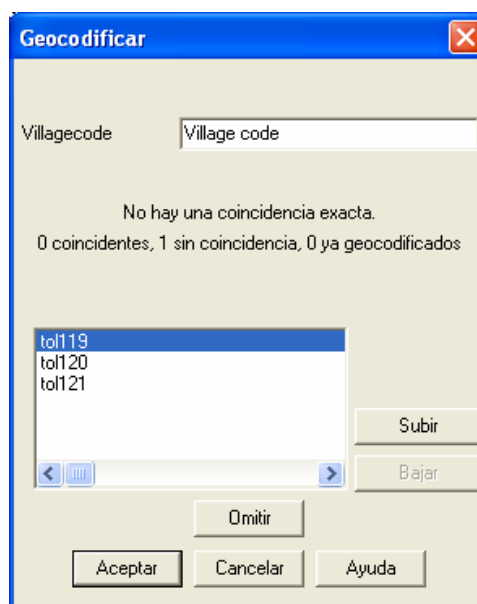 Geocodificar
Villagecode Village code
No hay una coincidencia exacta.
0 coincidentes, 1 sin coincidencia, 0 ya geocodificados
tol119
tol120
tol121
Subir
Bajar
Omitir
Aceptar Cancelar Ayuda